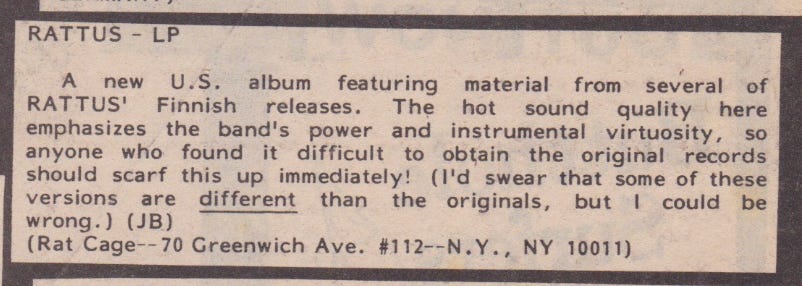 RATTUS - LP
A new U.S. album featuring material from several of
RATTUS' Finnish releases. The hot sound quality here
emphasizes the band's power and instrumental virtuosity, so
anyone who found it difficult to obtain the original records
should scarf this up immediately! (I'd swear that some of these
versions are different than the originals, but I could be
wrong.) (JB)
(Rat Cage--70 Greenwich Ave. #112--N.Y., NY 10011)